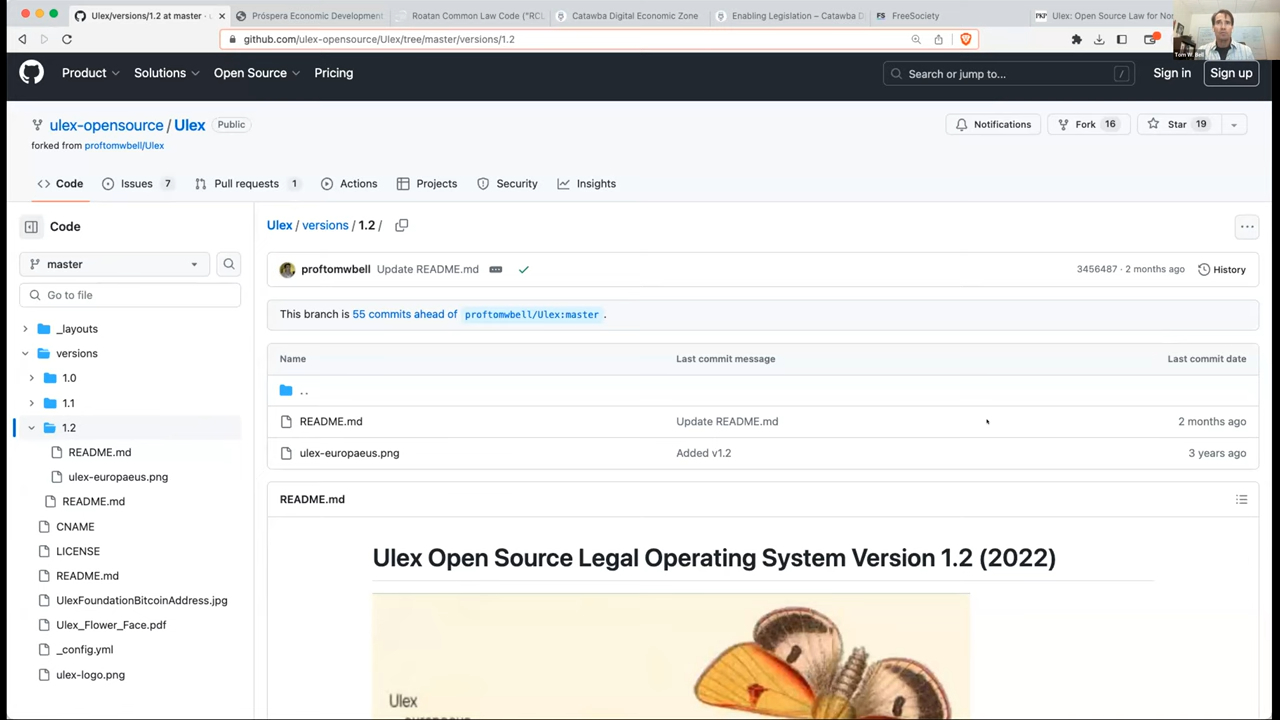 Ulex/versions/1.2 at master ·
Próspera Economic Development
Roatan Common Law Code ("RCL
Catawba Digital Economic Zone
Enabling Legislation – Catawba D
FS FreeSociety
Ulex: Open Source Law for No
Tom W. Bell
github.com/ulex-opensource/Ulex/tree/master/versions/1.2
Product
Solutions
Open Source
Pricing
Search or jump to...
/
Sign in
Sign up
ulex-opensource / Ulex
Public
forked from proftomwbell/Ulex
Notifications
Fork 16
Star 19
Code
Issues 7
Pull requests 1
Actions
Projects
Security
Insights
Code
master
Go to file
_layouts
versions
1.0
1.1
1.2
README.md
ulex-europaeus.png
README.md
CNAME
LICENSE
README.md
UlexFoundationBitcoinAddress.jpg
Ulex_Flower_Face.pdf
_config.yml
ulex-logo.png
Ulex / versions / 1.2 /
proftomwbell Update README.md
3456487 · 2 months ago
History
This branch is 55 commits ahead of proftomwbell/Ulex:master .
Name Last commit message Last commit date
. .
README.md Update README.md 2 months ago
ulex-europaeus.png Added v1.2 3 years ago
README.md
Ulex Open Source Legal Operating System Version 1.2 (2022)
Ulex